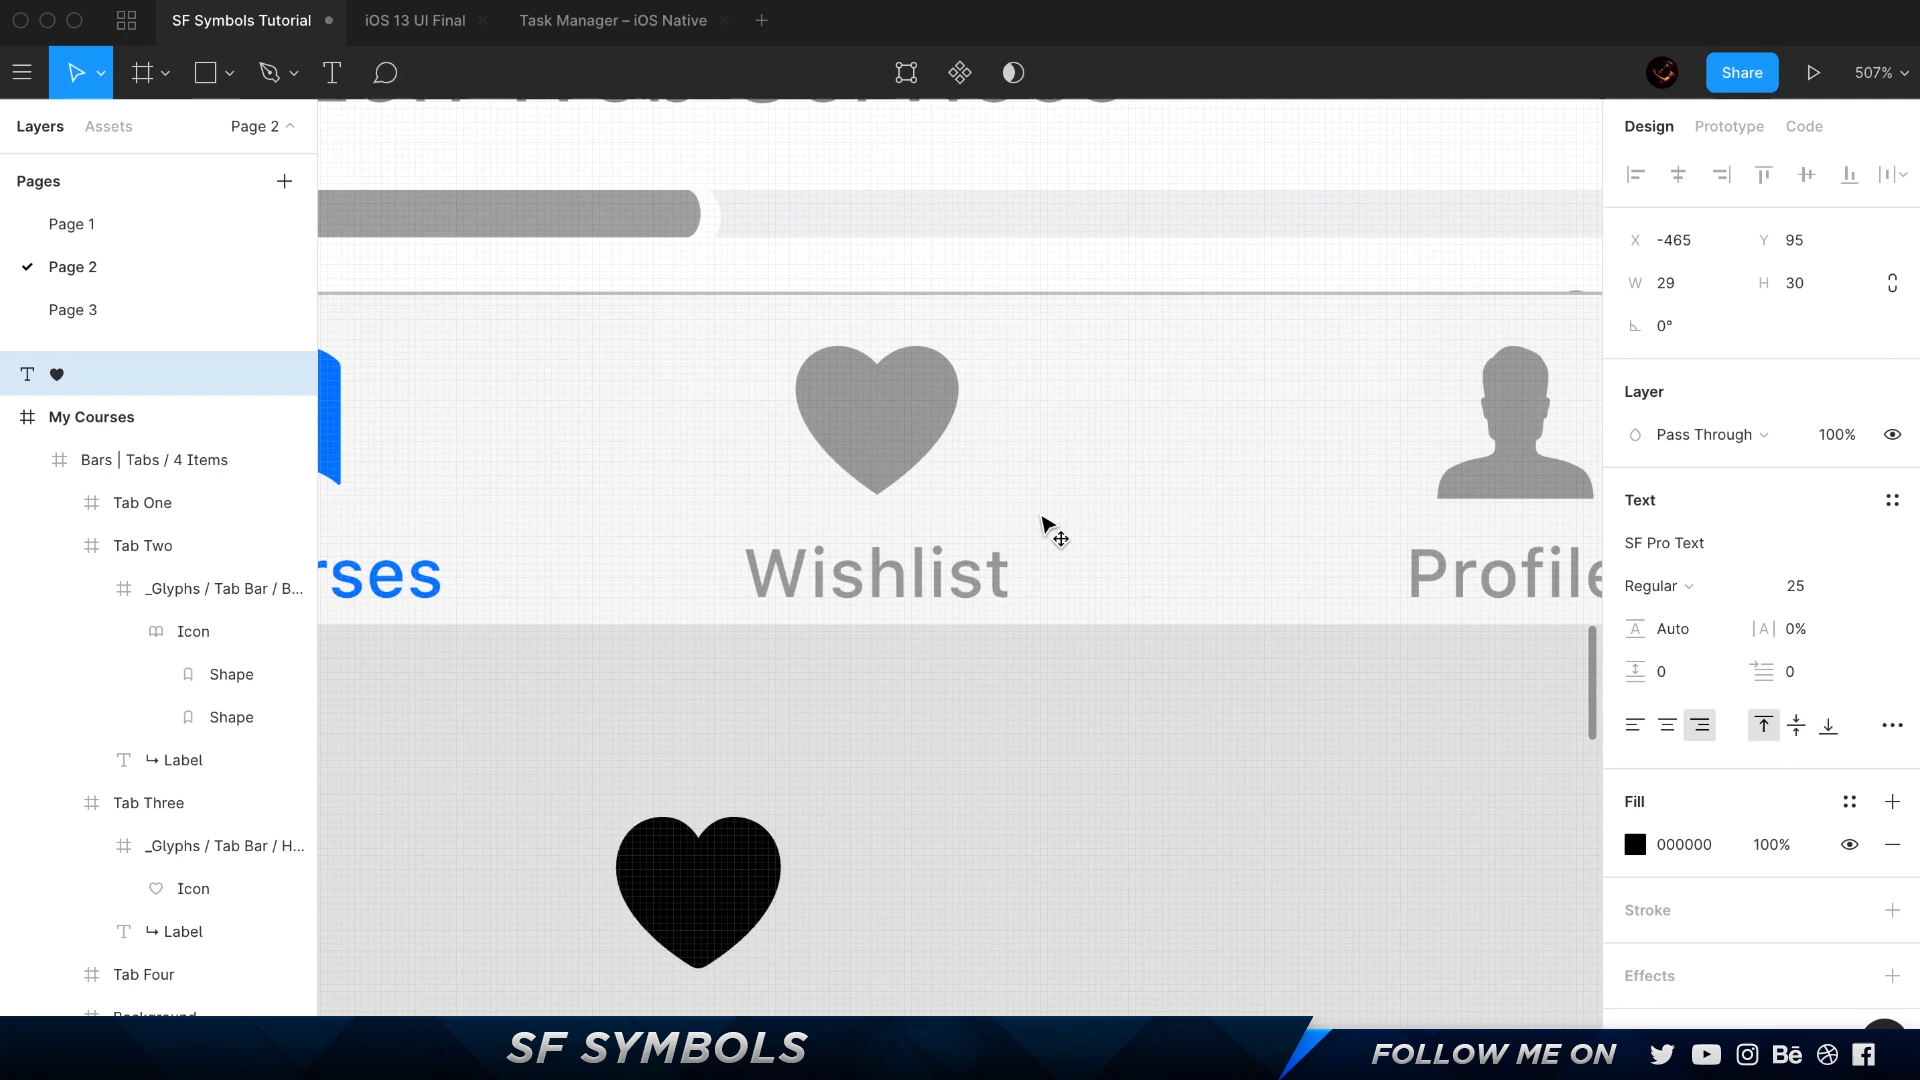 SF Symbols Tutorial
iOS 13 UI Final
Task Manager – iOS Native
Share
507%
Layers
Assets
Page 2
Pages
Page 1
Page 2
Page 3
My Courses
Bars | Tabs / 4 Items
Tab One
Tab Two
_Glyphs / Tab Bar / B...
Icon
Shape
Shape
↳ Label
Tab Three
_Glyphs / Tab Bar / H...
Icon
↳ Label
Tab Four
Background
rses
Wishlist
Profile
Design
Prototype
Code
X -465
Y 95
W 29
H 30
0°
Layer
Pass Through
100%
Text
SF Pro Text
Regular
25
Auto
0%
0
0
Fill
000000
100%
Stroke
Effects
SF SYMBOLS
FOLLOW ME ON
Bē